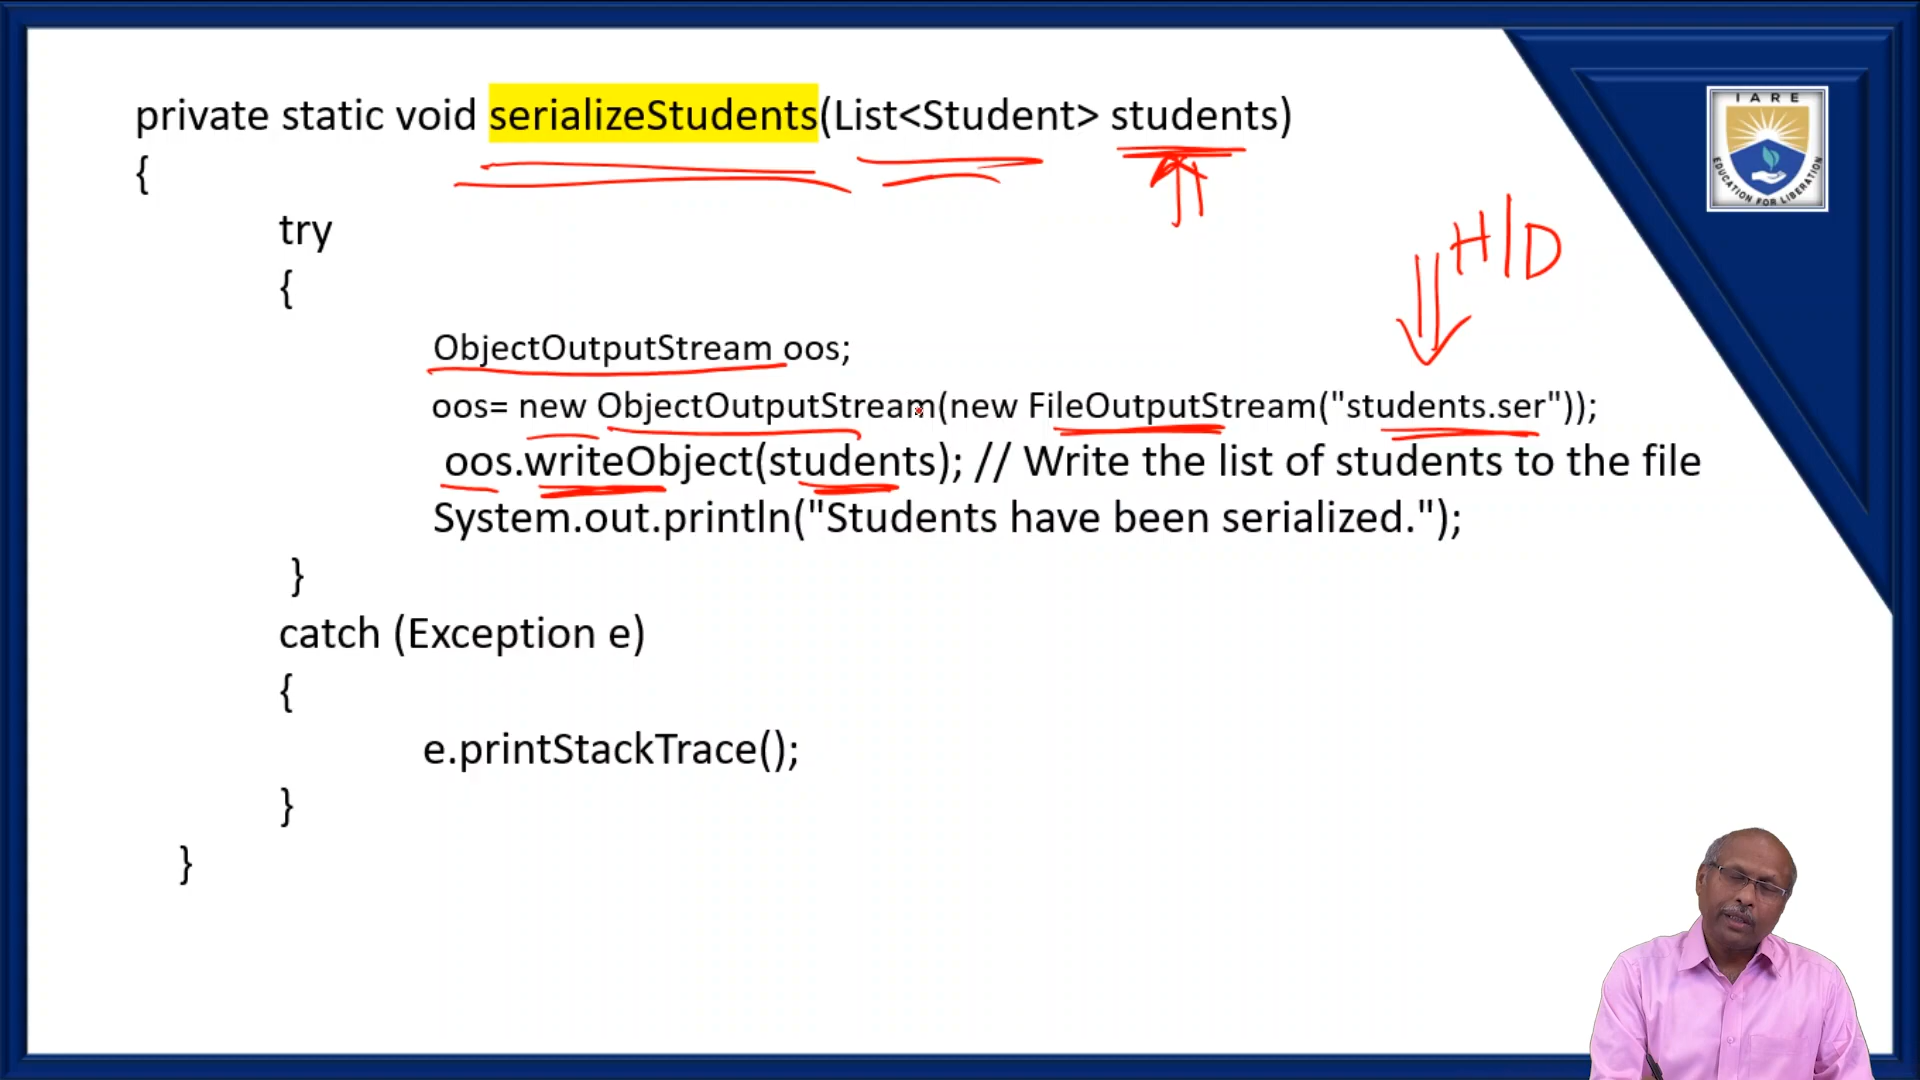 private static void serializeStudents(List<Student> students)
{
try
{
H/D
ObjectOutputStream oos;
oos= new ObjectOutputStream(new FileOutputStream("students.ser"));
oos.writeObject(students); // Write the list of students to the file
System.out.println("Students have been serialized.");
}
catch (Exception e)
{
e.printStackTrace();
}
}
IARE
EDUCATION FOR LIBERATION